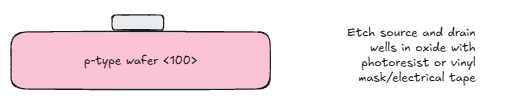 p-type wafer <100>
Etch source and drain
wells in oxide with
photoresist or vinyl
mask/electrical tape